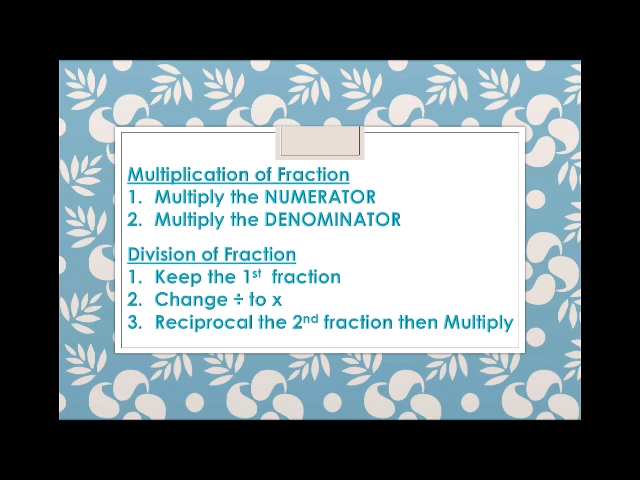 Multiplication of Fraction
1. Multiply the NUMERATOR
2. Multiply the DENOMINATOR
Division of Fraction
1. Keep the 1st fraction
2. Change ÷ to x
3. Reciprocal the 2nd fraction then Multiply